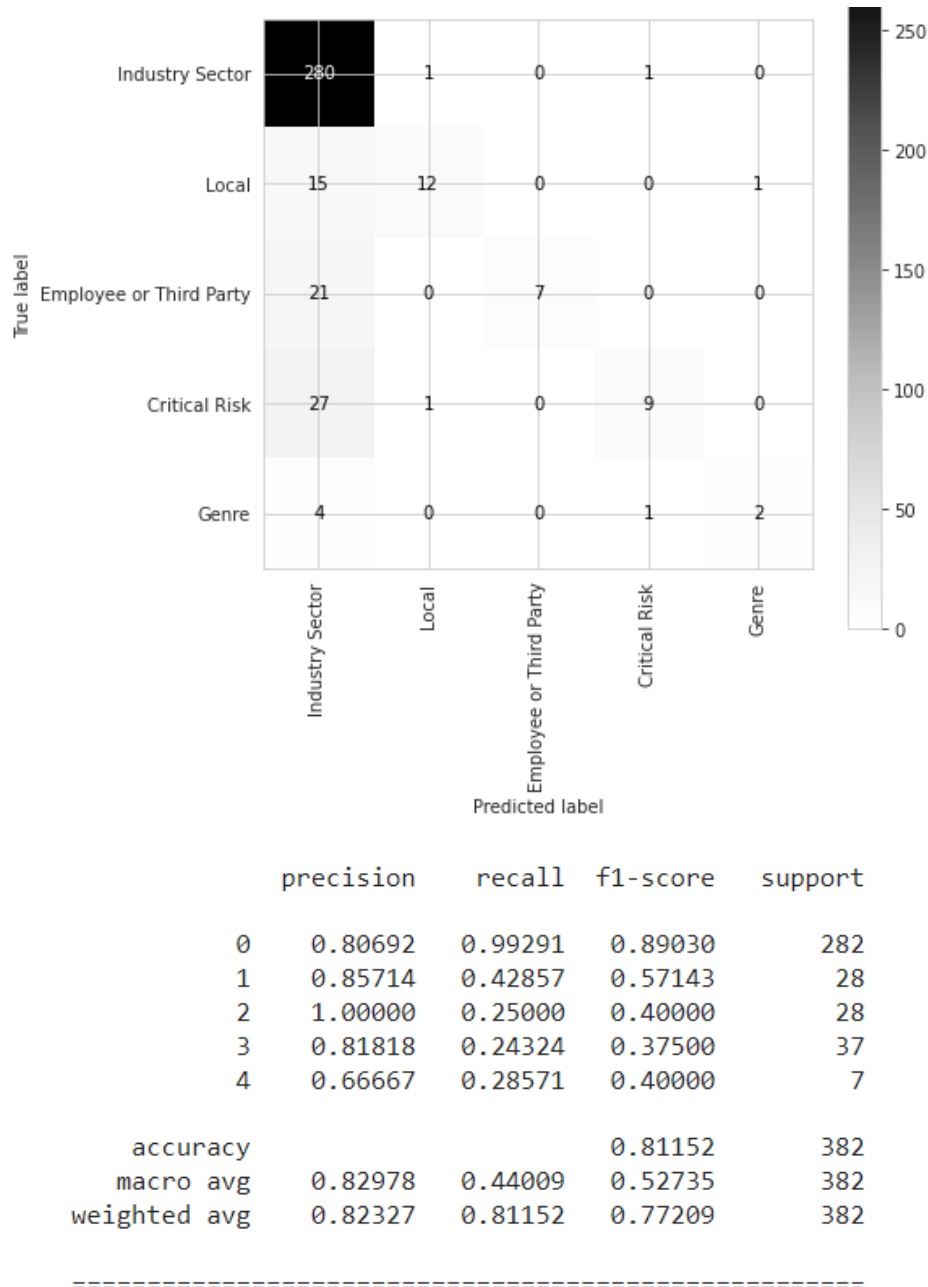 250
Industry Sector 280 1 0 1 0
200
Local 15 12 0 0 1
150
True label
Employee or Third Party 21 0 7 0 0
100
Critical Risk 27 1 0 9 0
50
Genre 4 0 0 1 2
0
Industry Sector
Local
Employee or Third Party
Critical Risk
Genre
Predicted label
precision recall f1-score support
0 0.80692 0.99291 0.89030 282
1 0.85714 0.42857 0.57143 28
2 1.00000 0.25000 0.40000 28
3 0.81818 0.24324 0.37500 37
4 0.66667 0.28571 0.40000 7
accuracy 0.81152 382
macro avg 0.82978 0.44009 0.52735 382
weighted avg 0.82327 0.81152 0.77209 382